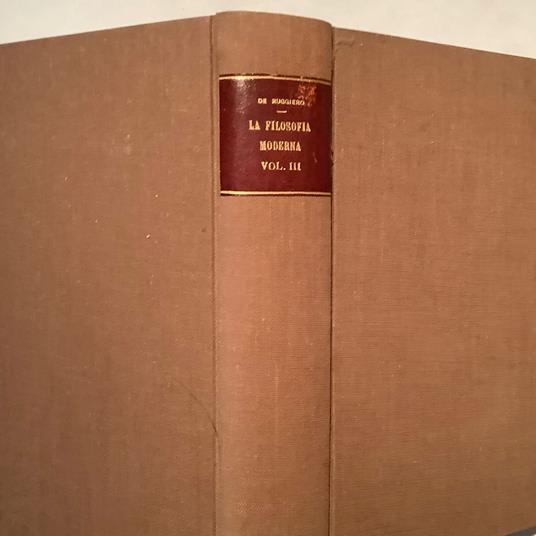 DE RUGGIERO
LA FILOSOFIA
MODERNA
VOL. III